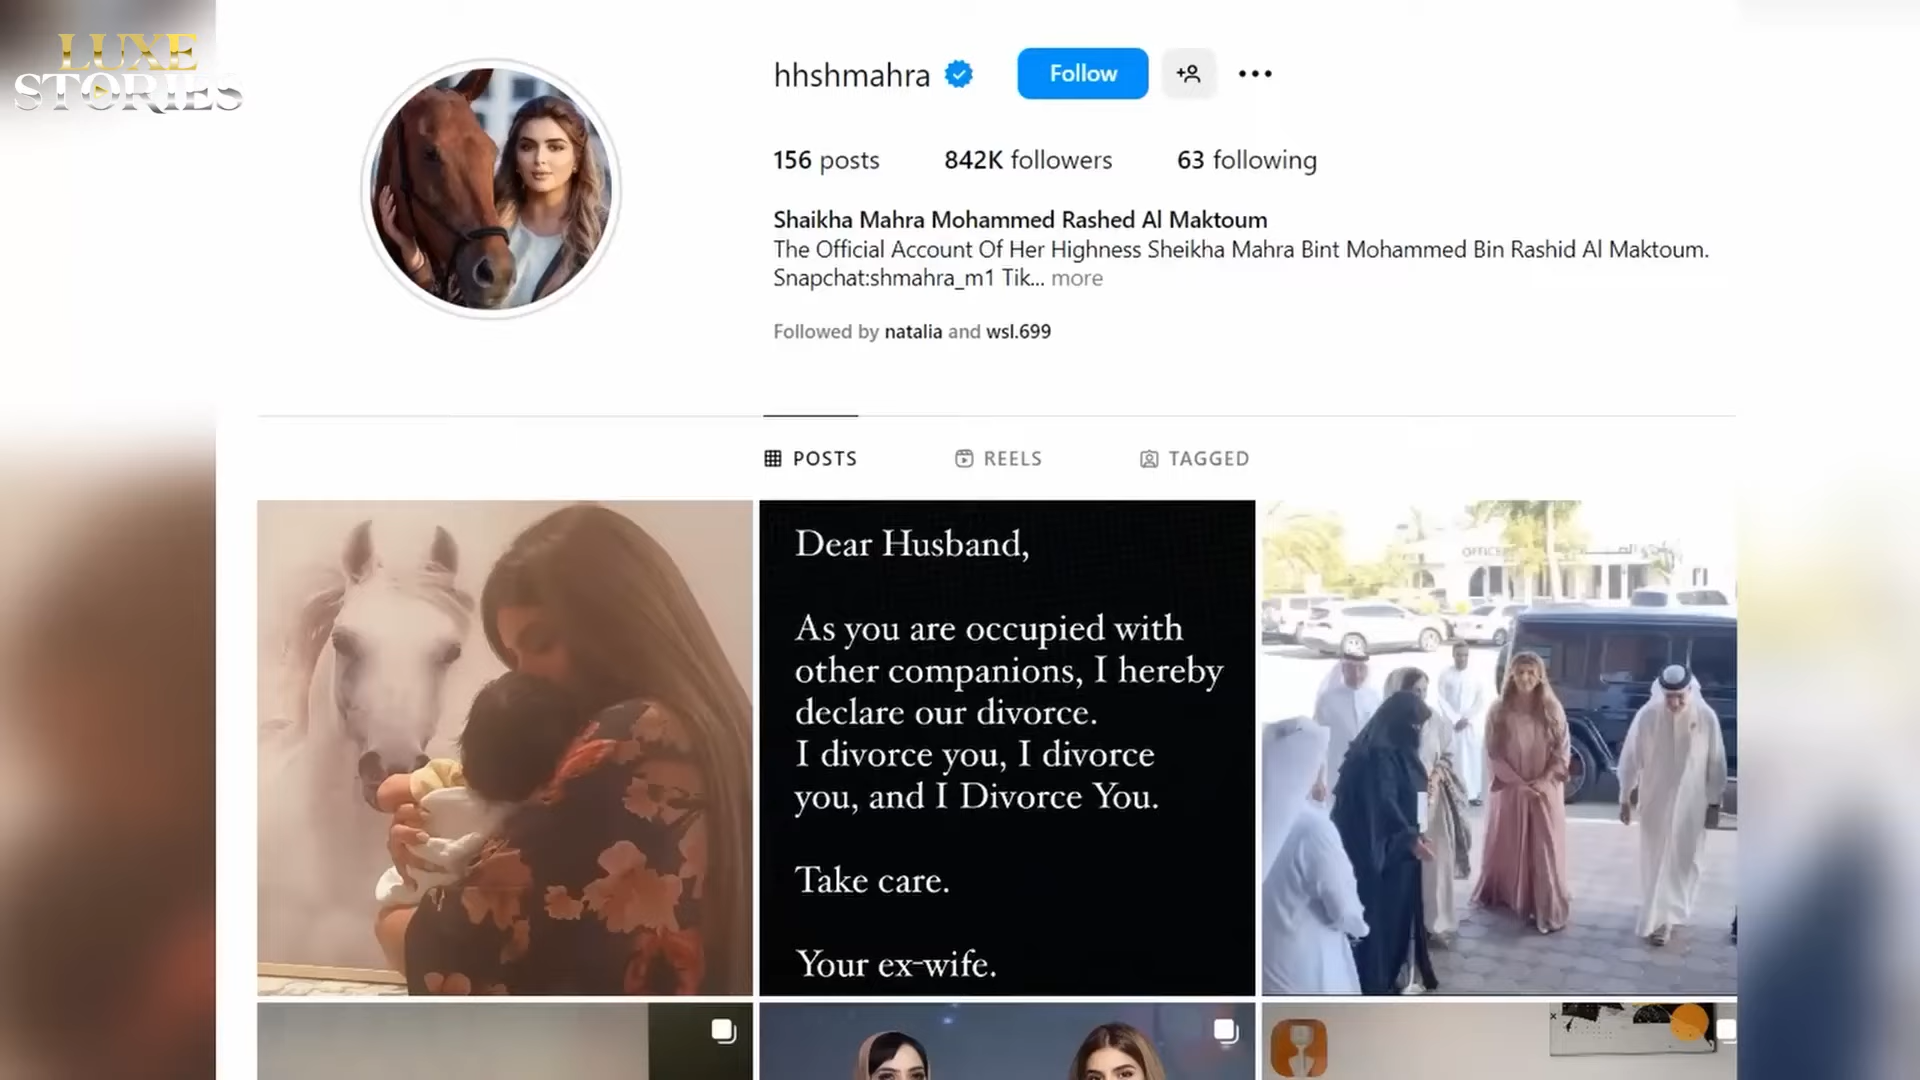 LUXE
STORIES
hhshmahra
Follow
156 posts
842K followers
63 following
Shaikha Mahra Mohammed Rashed Al Maktoum
The Official Account Of Her Highness Sheikha Mahra Bint Mohammed Bin Rashid Al Maktoum.
Snapchat:shmahra_m1 Tik... more
Followed by natalia and wsl.699
POSTS
REELS
TAGGED
Dear Husband,
As you are occupied with
other companions, I hereby
declare our divorce.
I divorce you, I divorce
you, and I Divorce You.
Take care.
Your ex-wife.